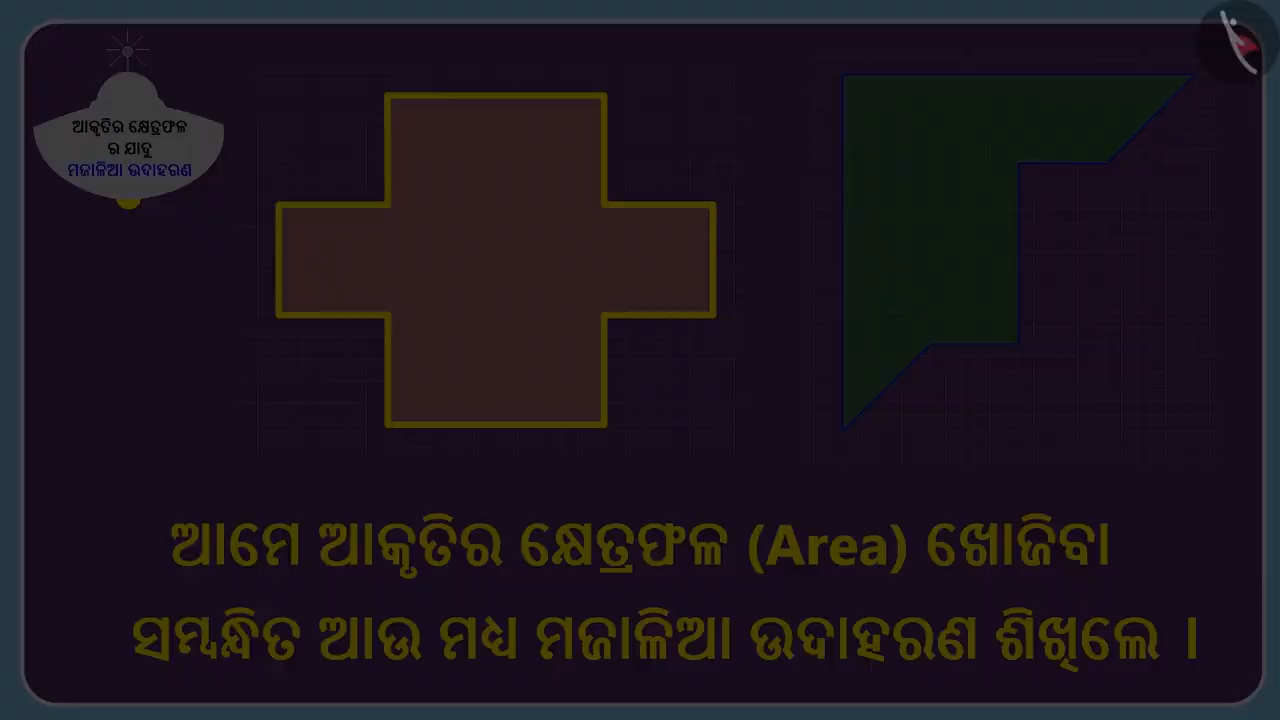 ଆକୃତିର କ୍ଷେତ୍ରଫଳ
ର ଯାଦୁ
ମଜାଳିଆ ଉଦାହରଣ
ଆମେ ଆକୃତିର କ୍ଷେତ୍ରଫଳ (Area) ଖୋଜିବା
ସମ୍ବନ୍ଧିତ ଆଉ ମଧ୍ୟ ମଜାଳିଆ ଉଦାହରଣ ଶିଖିଲେ ।